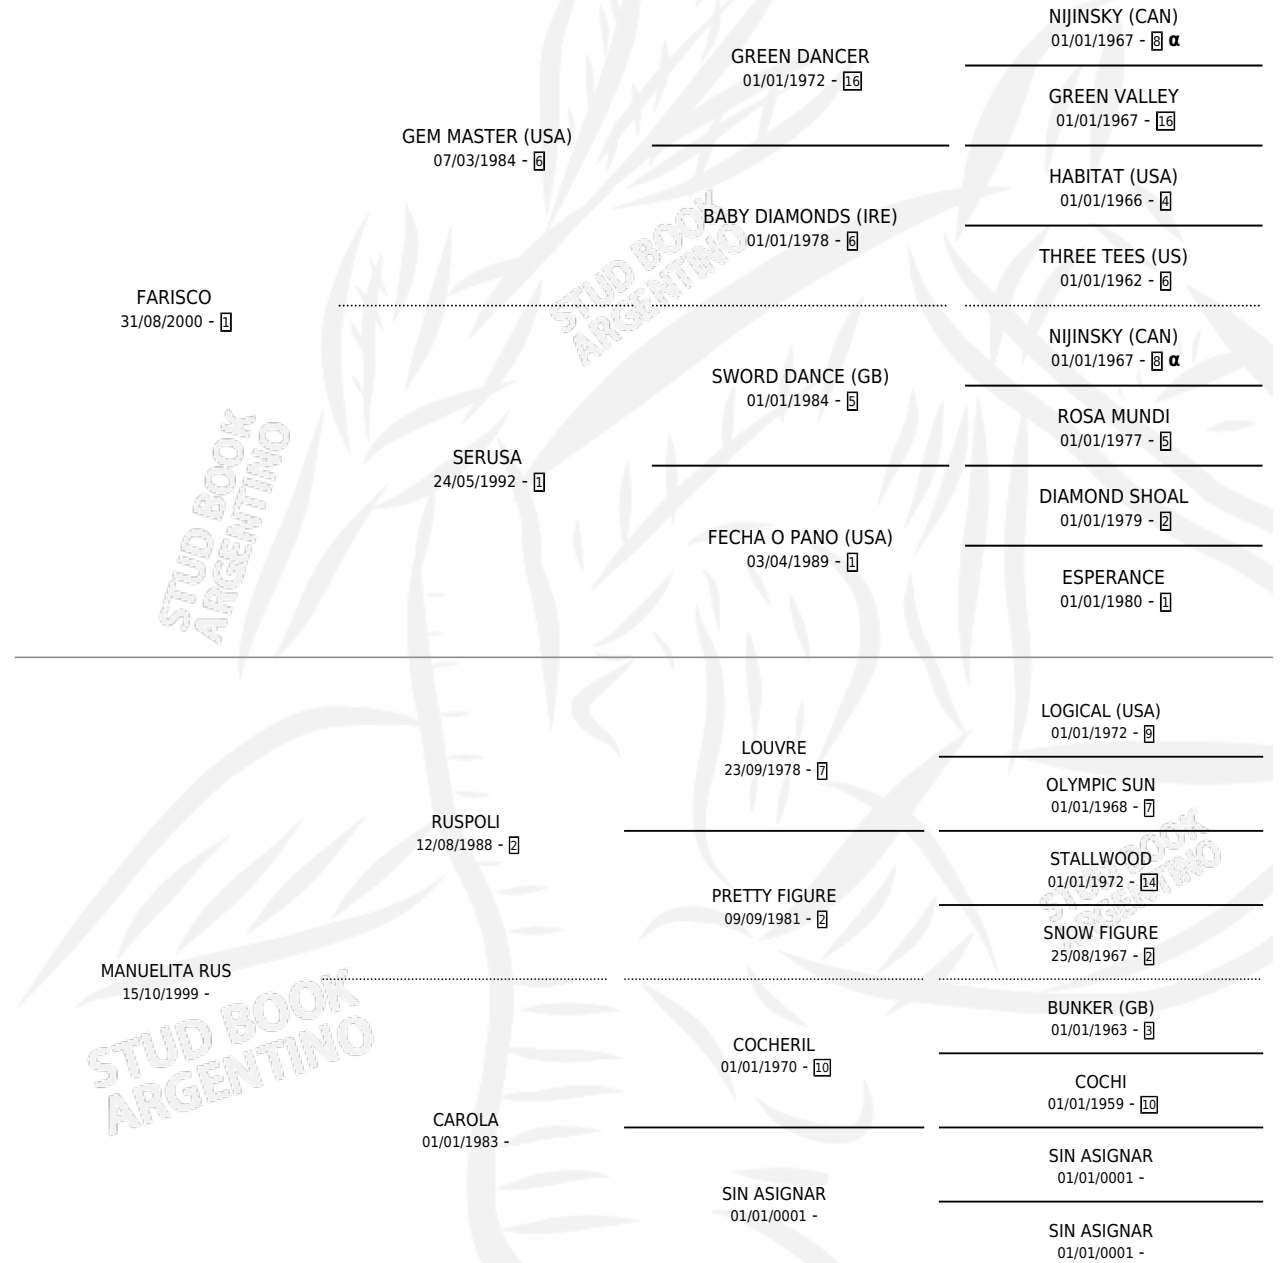 NIJINSKY (CAN)
01/01/1967 - 8 α
GREEN DANCER
01/01/1972 - 16
GREEN VALLEY
01/01/1967 - 16
GEM MASTER (USA)
07/03/1984 - 6
HABITAT (USA)
01/01/1966 - 4
BABY DIAMONDS (IRE)
01/01/1978 - 6
THREE TEES (US)
01/01/1962 - 6
FARISCO
31/08/2000 - 1
NIJINSKY (CAN)
01/01/1967 - 8 α
SWORD DANCE (GB)
01/01/1984 - 5
ROSA MUNDI
01/01/1977 - 5
SERUSA
24/05/1992 - 1
DIAMOND SHOAL
01/01/1979 - 2
FECHA O PANO (USA)
03/04/1989 - 1
ESPERANCE
01/01/1980 - 1
LOGICAL (USA)
01/01/1972 - 9
LOUVRE
23/09/1978 - 7
OLYMPIC SUN
01/01/1968 - 7
RUSPOLI
12/08/1988 - 2
STALLWOOD
01/01/1972 - 14
PRETTY FIGURE
09/09/1981 - 2
SNOW FIGURE
25/08/1967 - 2
MANUELITA RUS
15/10/1999 -
BUNKER (GB)
01/01/1963 - 3
COCHERIL
01/01/1970 - 10
COCHI
01/01/1959 - 10
CAROLA
01/01/1983 -
SIN ASIGNAR
01/01/0001 -
SIN ASIGNAR
01/01/0001 -
SIN ASIGNAR
01/01/0001 -
STUD BOOK
ARGENTINO
STUD BOOK
ARGENTINO
STUD BOOK
ARGENTINO
STUD BOOK
ARGENTINO